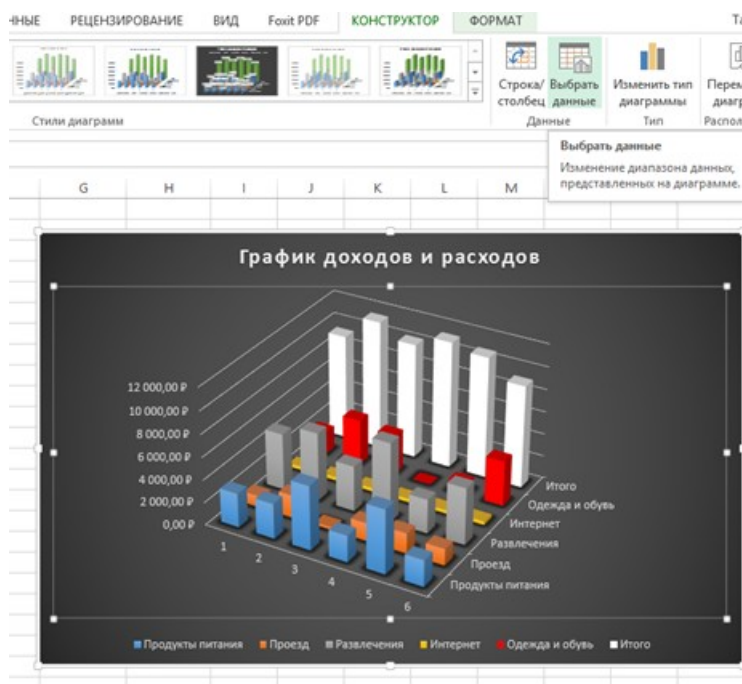 ННЫЕ РЕЦЕНЗИРОВАНИЕ ВИД Foxit PDF КОНСТРУКТОР ФОРМАТ
Строка/ Выбрать Изменить тип
столбец данные диаграммы
Стили диаграмм Данные Тип
Выбрать данные
Изменение диапазона данных,
представленных на диаграмме.
G H I J K L M
График доходов и расходов
12 000,00 ₽
10 000,00 ₽
8 000,00 ₽
6 000,00 ₽
4 000,00 ₽
2 000,00 ₽
0,00 ₽
1 2 3 4 5 6
Итого
Одежда и обувь
Интернет
Развлечения
Проезд
Продукты питания
Продукты питания Проезд Развлечения Интернет Одежда и обувь Итого